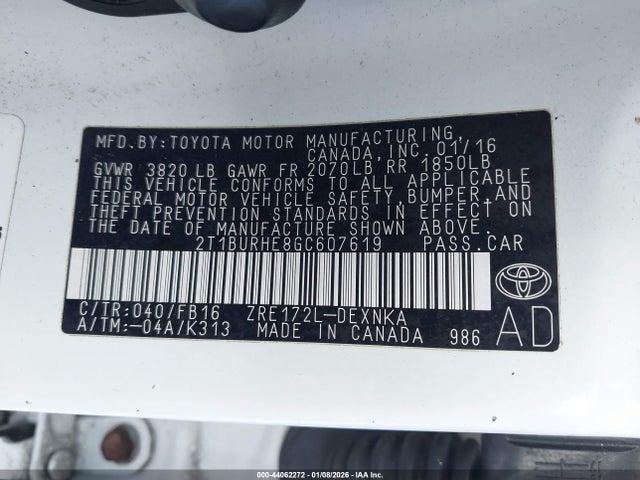 MFD.BY:TOYOTA MOTOR MANUFACTURING,
CANADA,INC. 01/16
GVWR 3820 LB GAWR FR 2070LB RR 1850LB
THIS VEHICLE CONFORMS TO ALL APPLICABLE
FEDERAL MOTOR VEHICLE SAFETY,BUMPER,AND
THEFT PREVENTION STANDARDS IN EFFECT ON
THE DATE OF MANUFACTURE SHOWN ABOVE.
2T1BURHE8GC607619 PASS.CAR
C/TR:040/FB16 ZRE172L-DEXNKA
A/TM:-04A/K313 MADE IN CANADA 986 AD
000-44062272 - 01/08/2026 - IAAI.COM